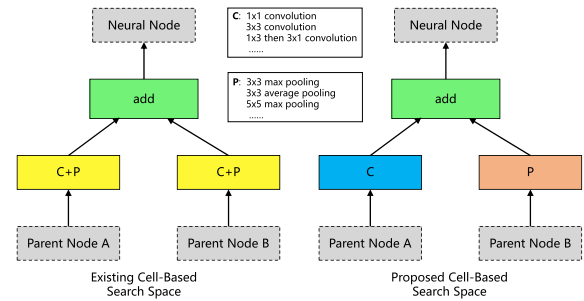 Neural Node
C: 1x1 convolution
3x3 convolution
1x3 then 3x1 convolution
......
Neural Node
add
P: 3x3 max pooling
3x3 average pooling
5x5 max pooling
......
add
C+P
C+P
C
P
Parent Node A
Parent Node B
Parent Node A
Parent Node B
Existing Cell-Based
Search Space
Proposed Cell-Based
Search Space